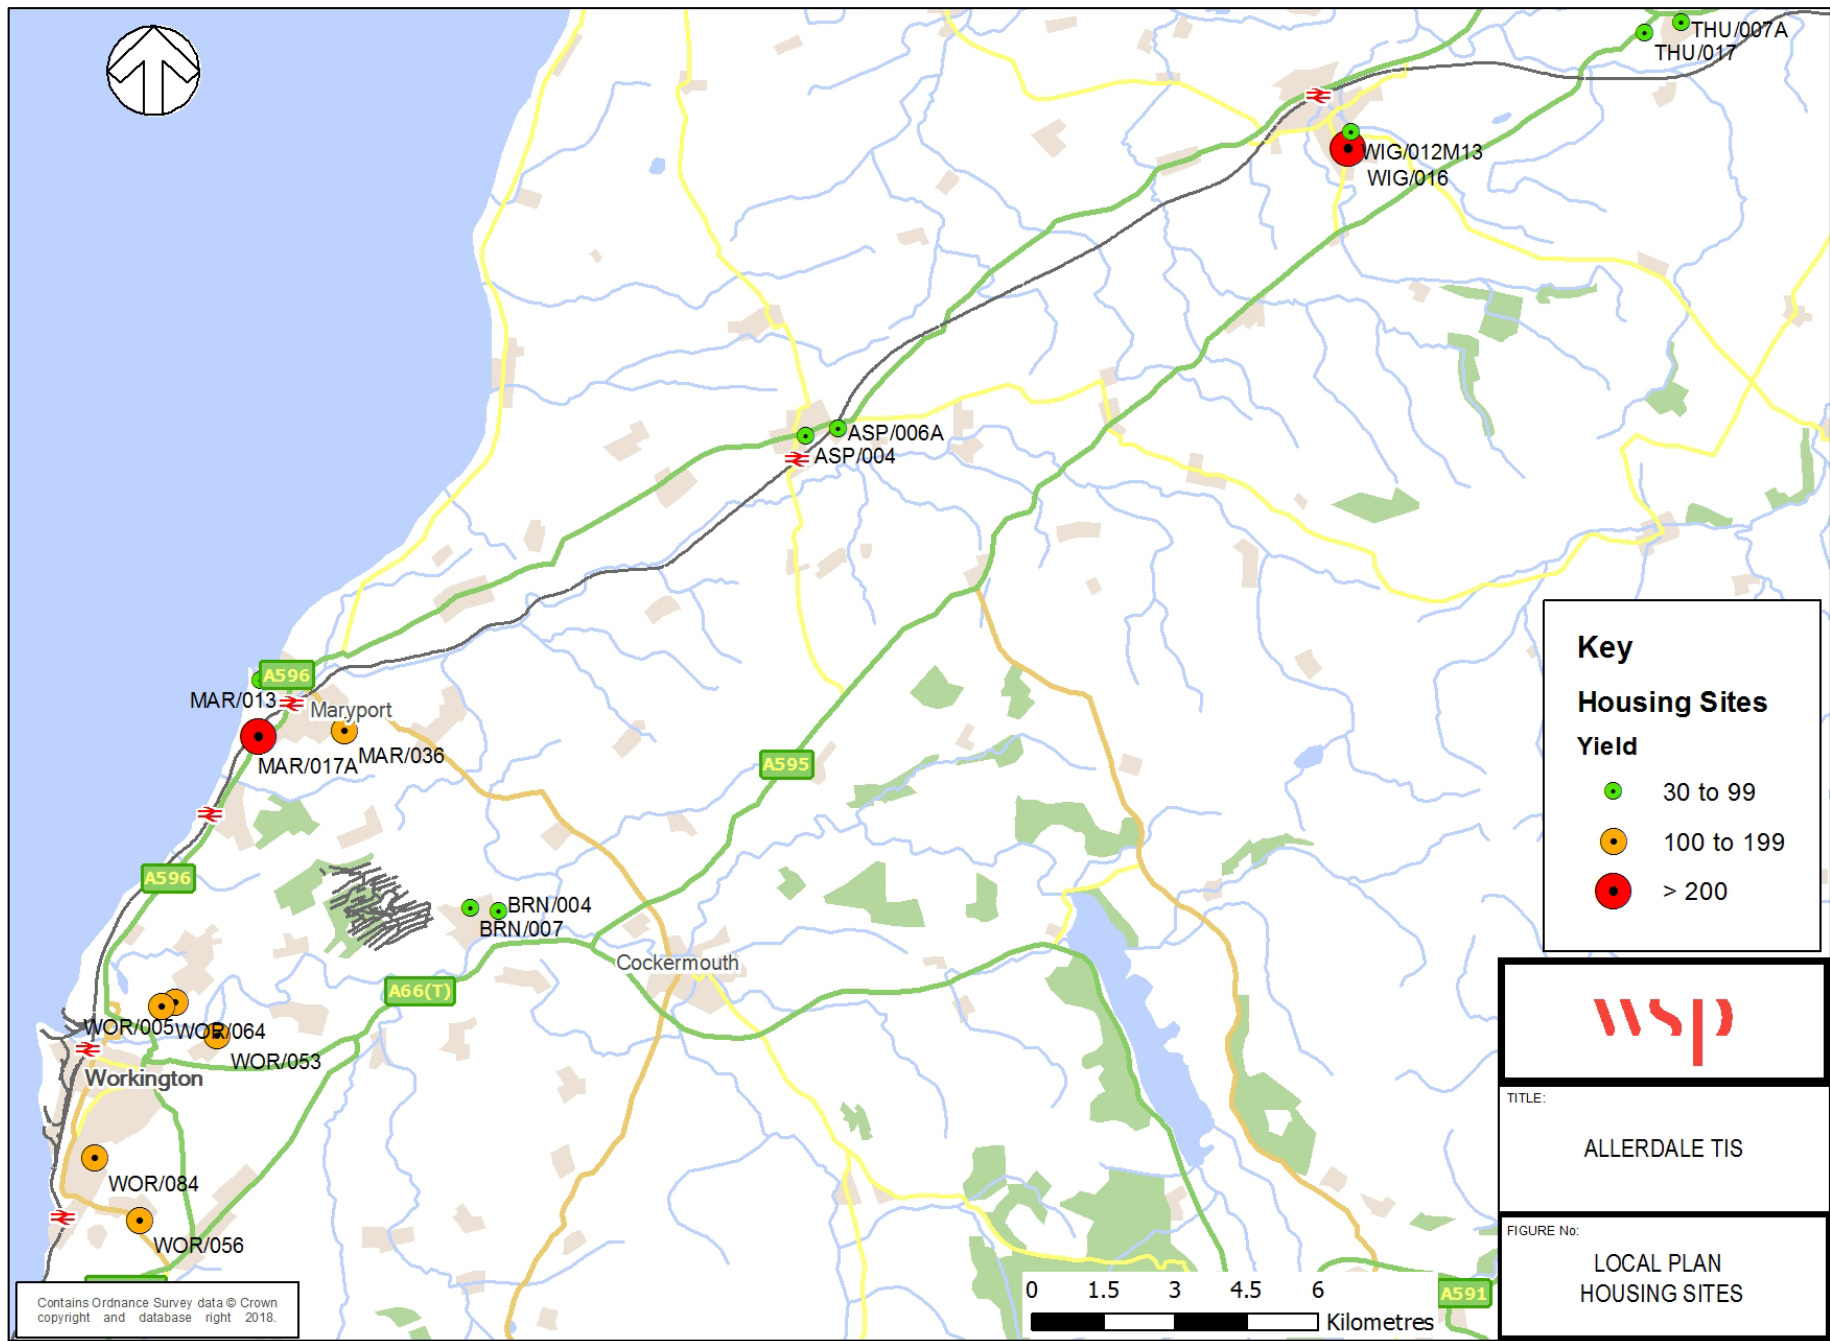 THU/007A
THU/017
WIG/012M13
WIG/016
ASP/006A
ASP/004
A596
MAR/013
Maryport
MAR/036
MAR/017A
A595
A596
BRN/004
BRN/007
Cockermouth
A66(T)
WOR/005
WOR/064
WOR/053
Workington
WOR/084
WOR/056
A591
Key
Housing Sites
Yield
30 to 99
100 to 199
> 200
wsp
TITLE:
ALLERDALE TIS
FIGURE No:
LOCAL PLAN
HOUSING SITES
0 1.5 3 4.5 6
Kilometres
Contains Ordnance Survey data © Crown
copyright and database right 2018.